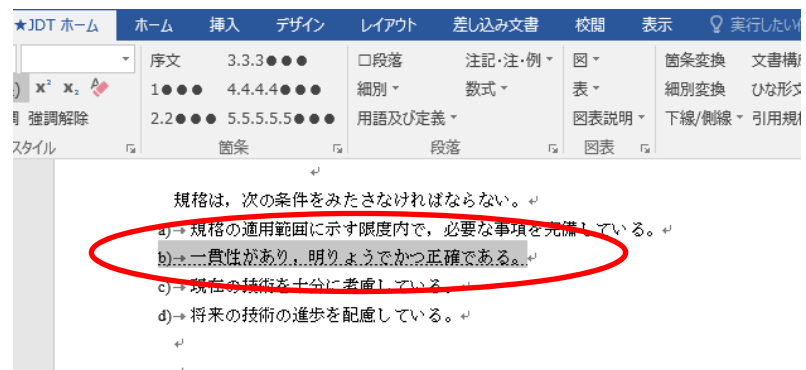 ★JDT ホーム ホーム 挿入 デザイン レイアウト 差し込み文書 校閲 表示 実行したい
序文 3.3.3●●● 口段落 注記･注･例 図 箇条変換 文書構成
x² x₂ 1●●● 4.4.4.4●●● 細別 数式 表 細別変換 ひな形文
強調解除 2.2●●● 5.5.5.5.5●●● 用語及び定義 図表説明 下線/側線 引用規格
スタイル 箇条 段落 図表
規格は，次の条件をみたさなければならない。
a)→規格の適用範囲に示す限度内で，必要な事項を完備している。
b)→一貫性があり，明りょうでかつ正確である。
c)→現在の技術を十分に考慮している。
d)→将来の技術の進歩を配慮している。